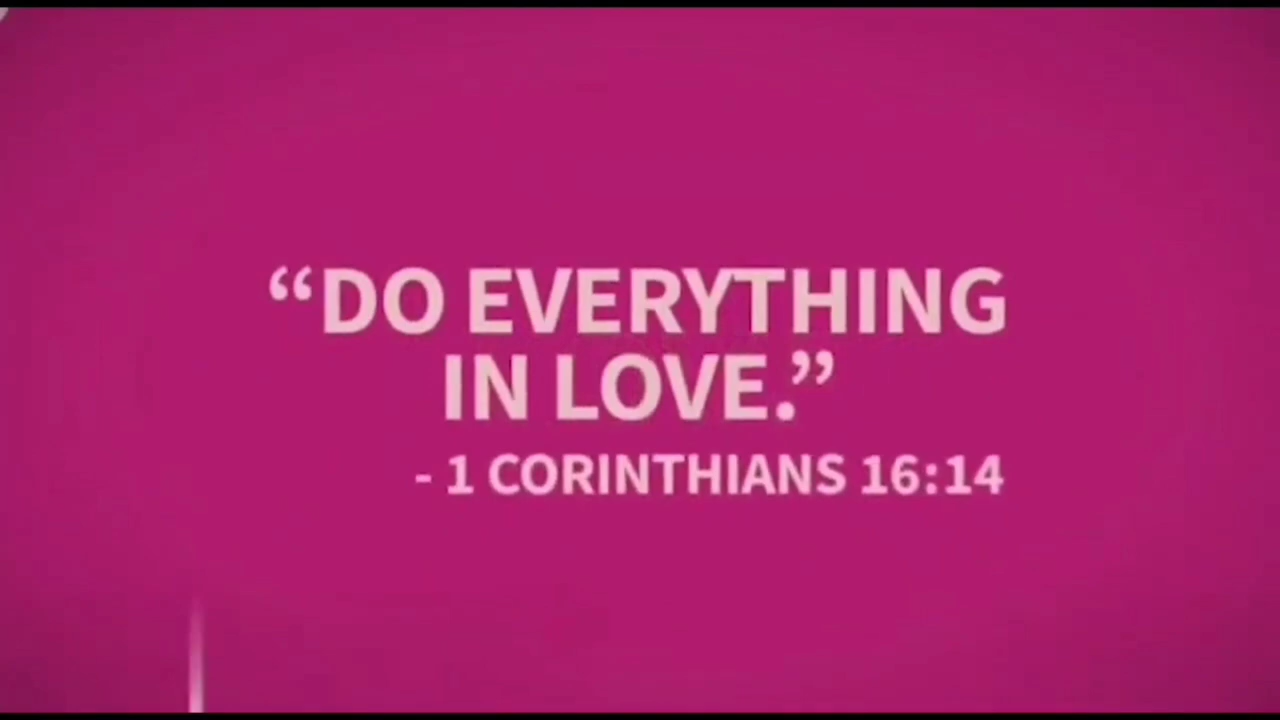 “DO EVERYTHING
IN LOVE.”
- 1 CORINTHIANS 16:14